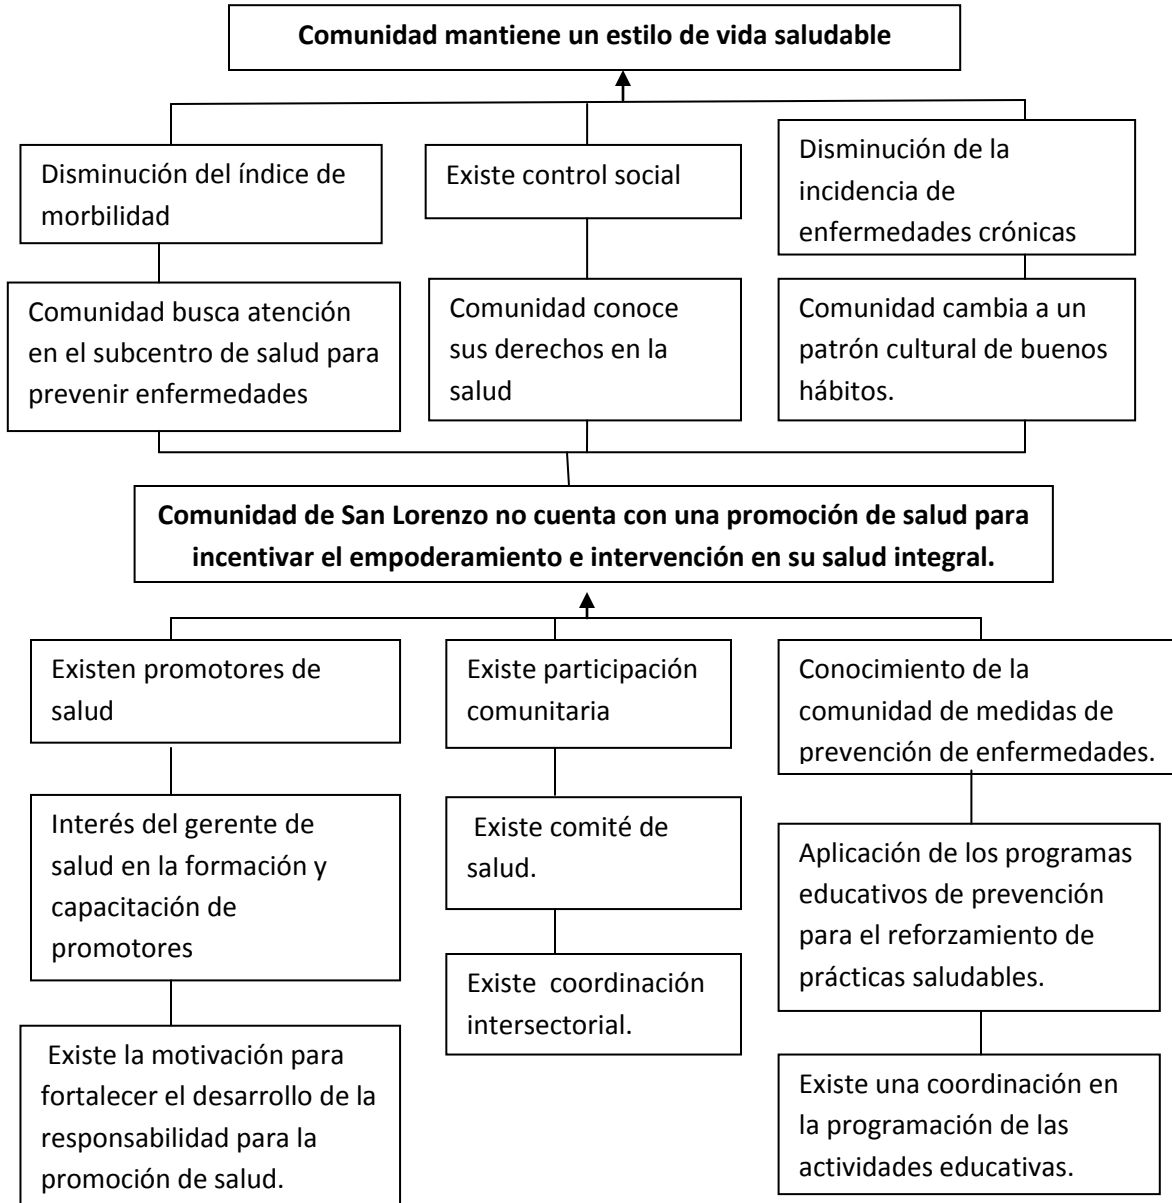 Comunidad mantiene un estilo de vida saludable
Disminución del índice de
morbilidad
Existe control social
Disminución de la
incidencia de
enfermedades crónicas
Comunidad busca atención
en el subcentro de salud para
prevenir enfermedades
Comunidad conoce
sus derechos en la
salud
Comunidad cambia a un
patrón cultural de buenos
hábitos.
Comunidad de San Lorenzo no cuenta con una promoción de salud para
incentivar el empoderamiento e intervención en su salud integral.
Existen promotores de
salud
Existe participación
comunitaria
Conocimiento de la
comunidad de medidas de
prevención de enfermedades.
Interés del gerente de
salud en la formación y
capacitación de
promotores
Existe comité de
salud.
Aplicación de los programas
educativos de prevención
para el reforzamiento de
prácticas saludables.
Existe la motivación para
fortalecer el desarrollo de la
responsabilidad para la
promoción de salud.
Existe coordinación
intersectorial.
Existe una coordinación en
la programación de las
actividades educativas.